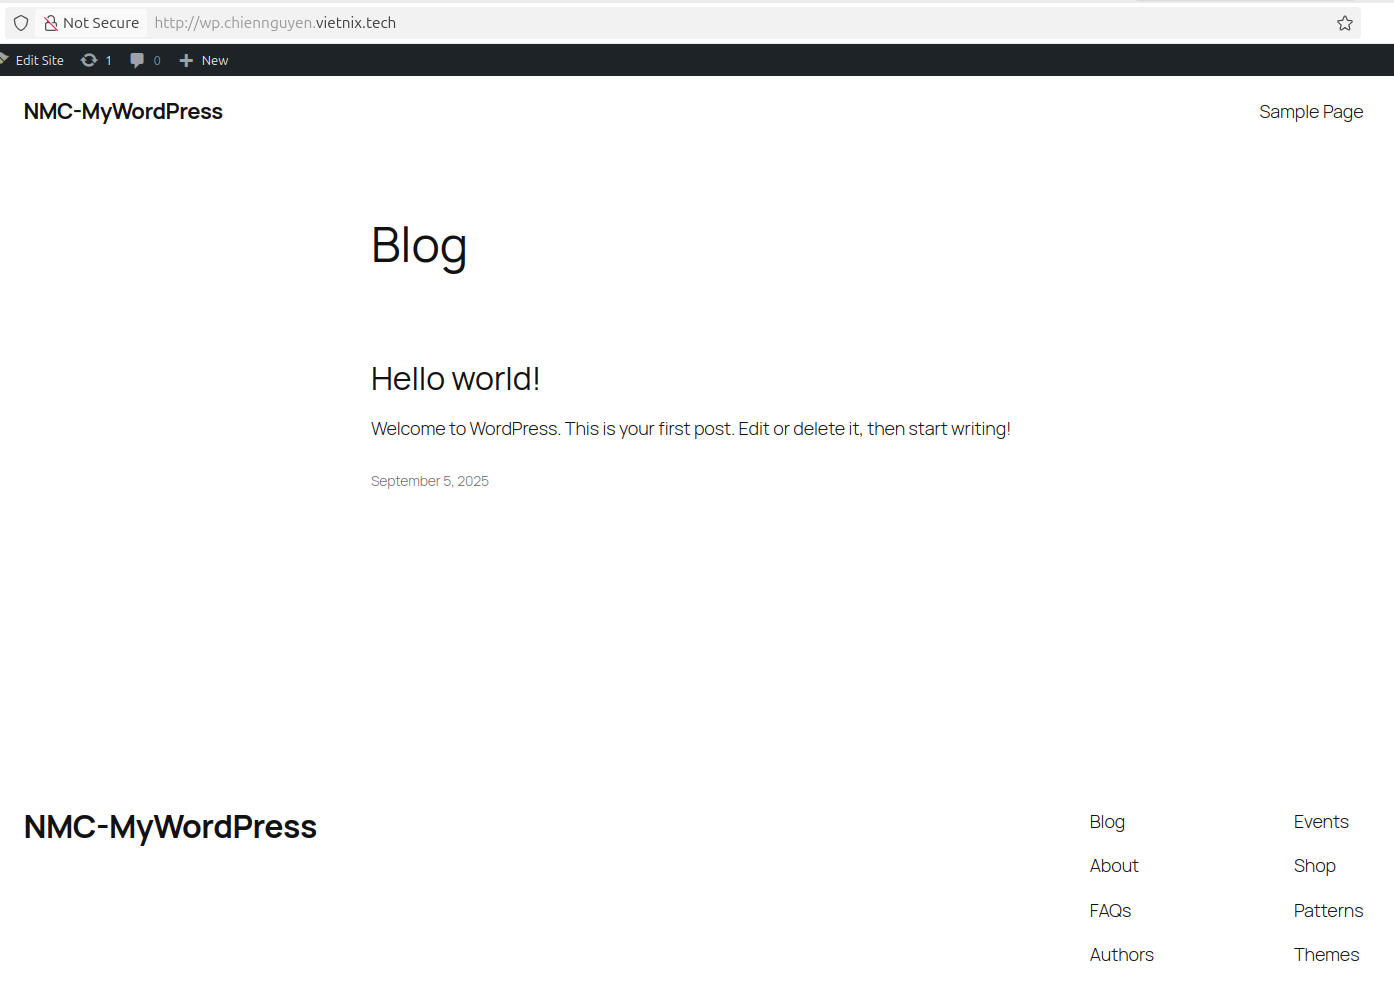 Not Secure http://wp.chiennguyen.vietnix.tech
Edit Site 1 0 New
NMC-MyWordPress Sample Page
Blog
Hello world!
Welcome to WordPress. This is your first post. Edit or delete it, then start writing!
September 5, 2025
NMC-MyWordPress
Blog Events
About Shop
FAQs Patterns
Authors Themes